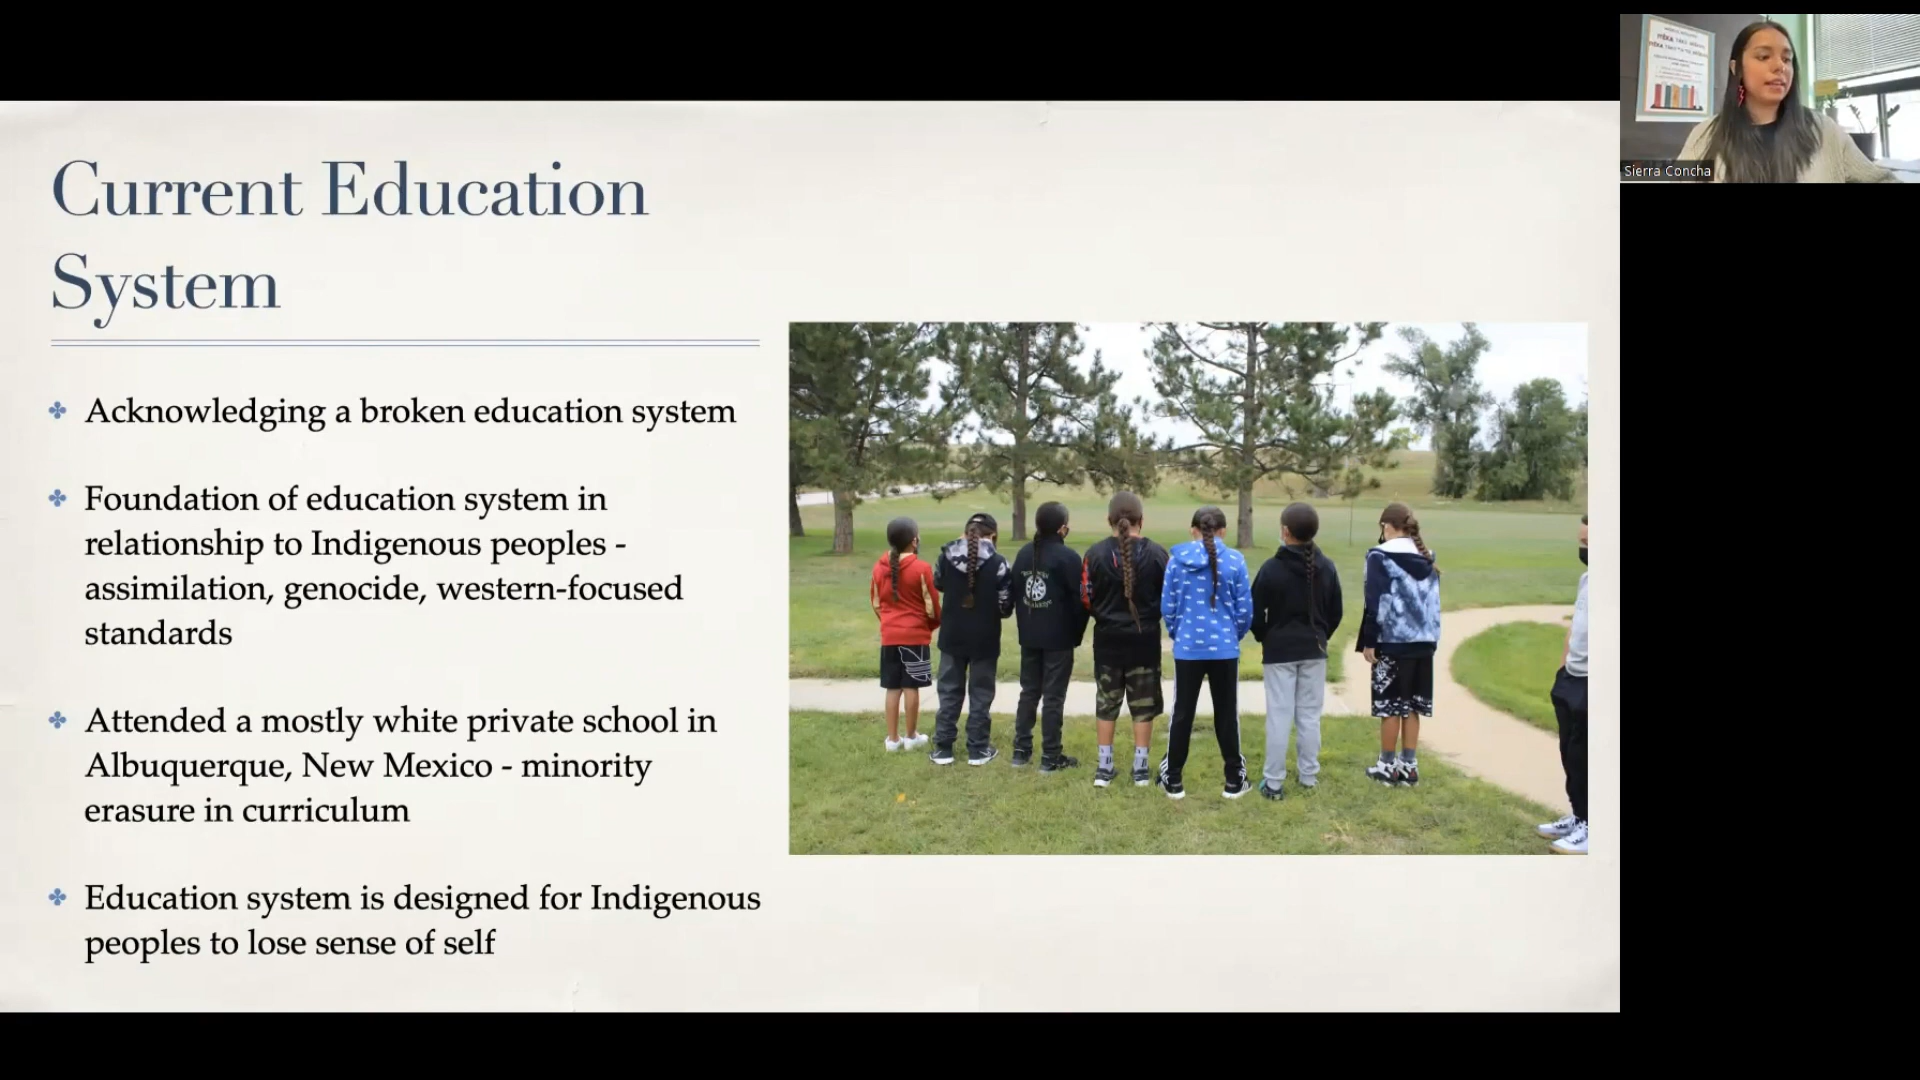 Current Education
System
Acknowledging a broken education system
Foundation of education system in
relationship to Indigenous peoples -
assimilation, genocide, western-focused
standards
Attended a mostly white private school in
Albuquerque, New Mexico - minority
erasure in curriculum
Education system is designed for Indigenous
peoples to lose sense of self
Sierra Concha